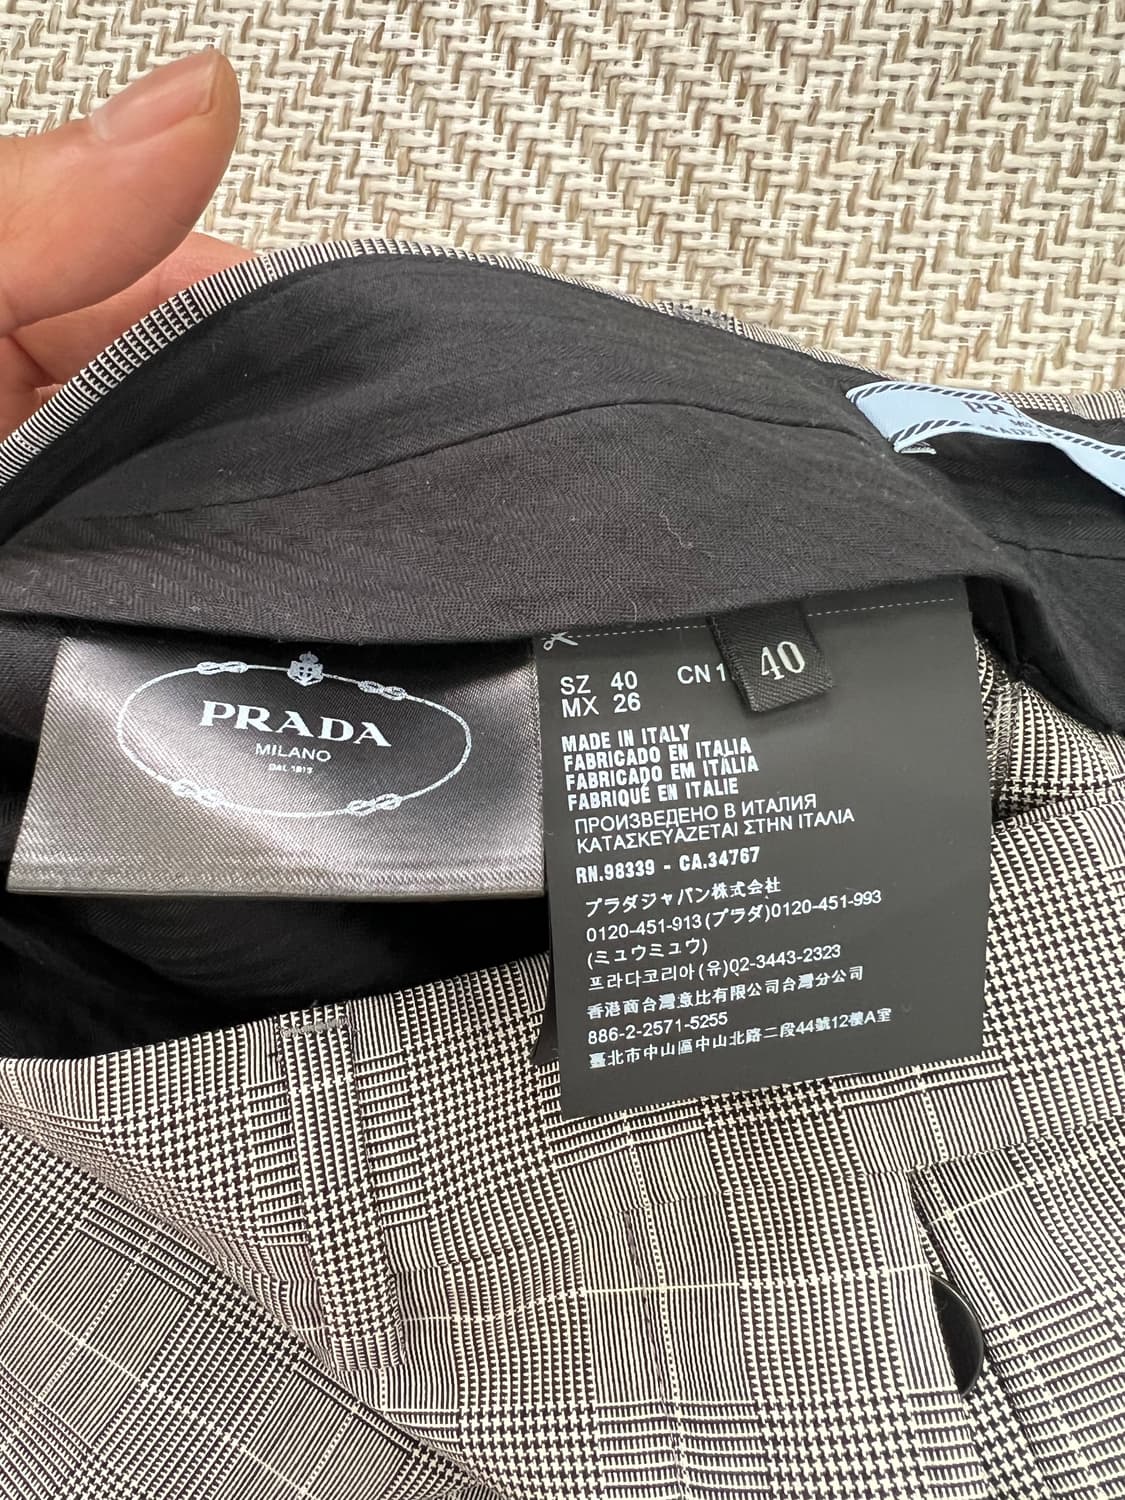 PRADA
MILANO
DAL 1913
40
SZ 40 CN 1
MX 26
MADE IN ITALY
FABRICADO EN ITALIA
FABRICADO EM ITÁLIA
FABRIQUÉ EN ITALIE
ПРОИЗВЕДЕНО В ИТАЛИЯ
ΚΑΤΑΣΚΕΥΑΖΕΤΑΙ ΣΤΗΝ ΙΤΑΛΙΑ
RN.98339 - CA.34767
プラダジャパン株式会社
0120-451-913(プラダ)0120-451-993
(ミュウミュウ)
프라다코리아(유)02-3443-2323
香港商台灣意比有限公司台灣分公司
886-2-2571-5255
臺北市中山區中山北路二段44號12樓A室